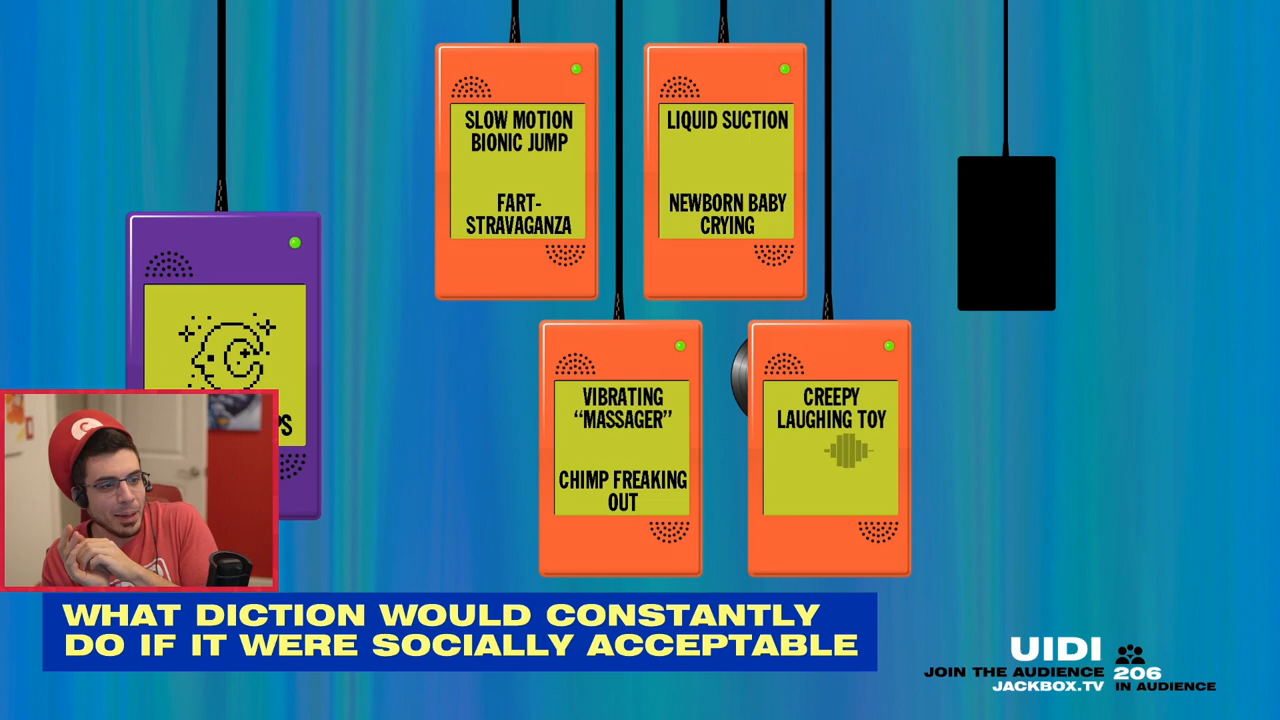 SLOW MOTION
BIONIC JUMP
FART-
STRAVAGANZA
LIQUID SUCTION
NEWBORN BABY
CRYING
VIBRATING
“MASSAGER”
CHIMP FREAKING
OUT
CREEPY
LAUGHING TOY
WHAT DICTION WOULD CONSTANTLY
DO IF IT WERE SOCIALLY ACCEPTABLE
UIDI
JOIN THE AUDIENCE
JACKBOX.TV
206
IN AUDIENCE